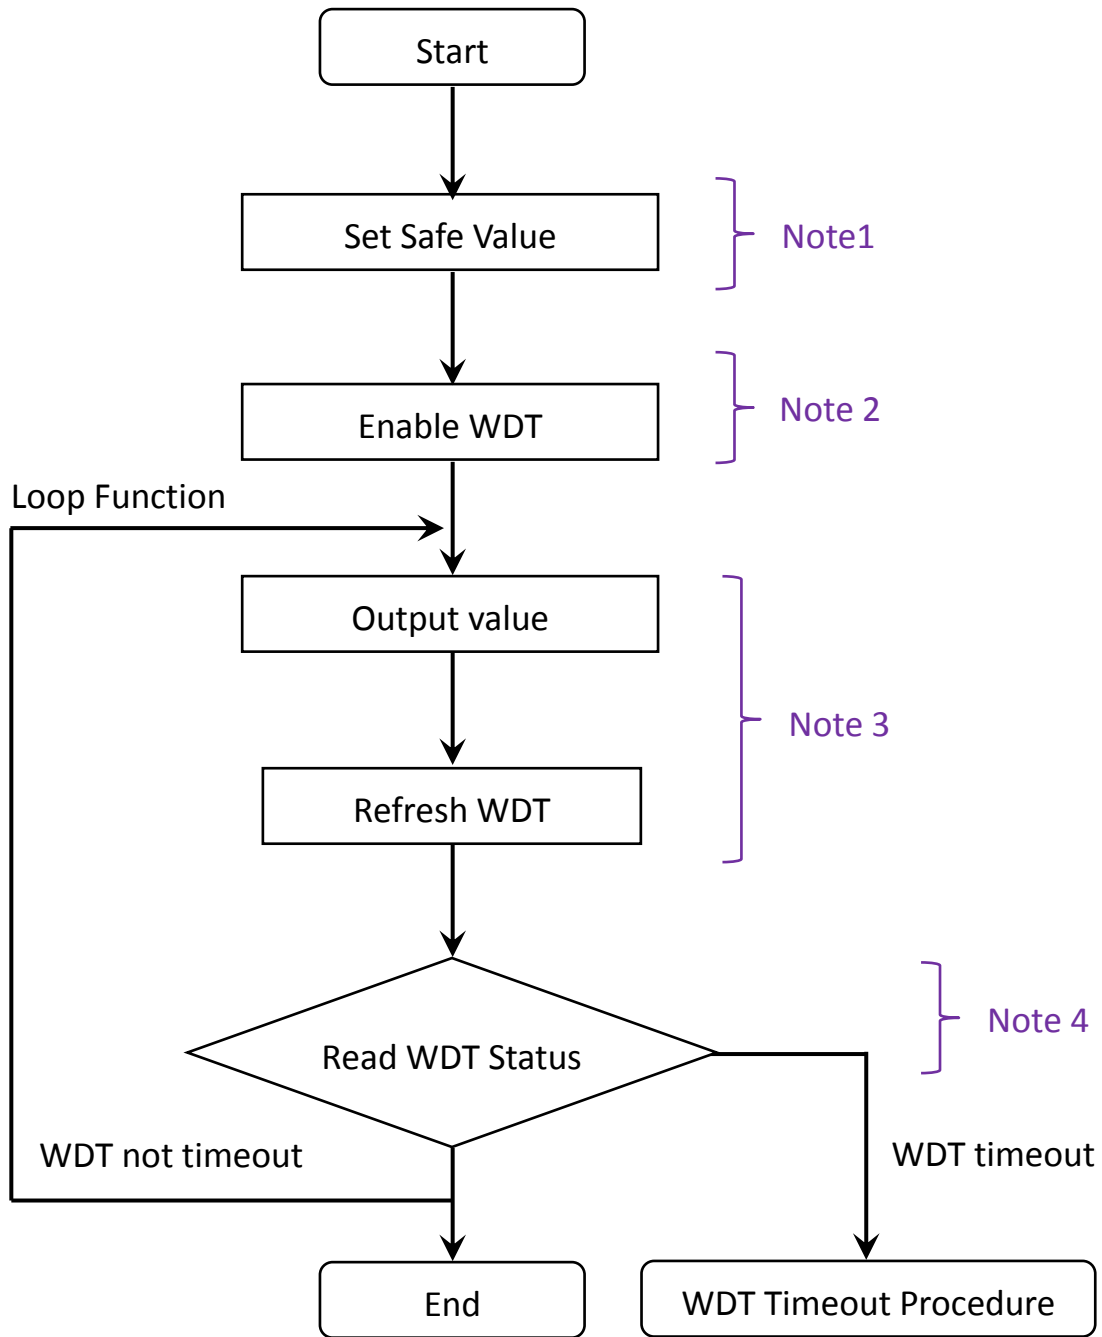 Start
Set Safe Value
Note1
Enable WDT
Note 2
Loop Function
Output value
Note 3
Refresh WDT
Read WDT Status
Note 4
WDT not timeout
WDT timeout
End
WDT Timeout Procedure